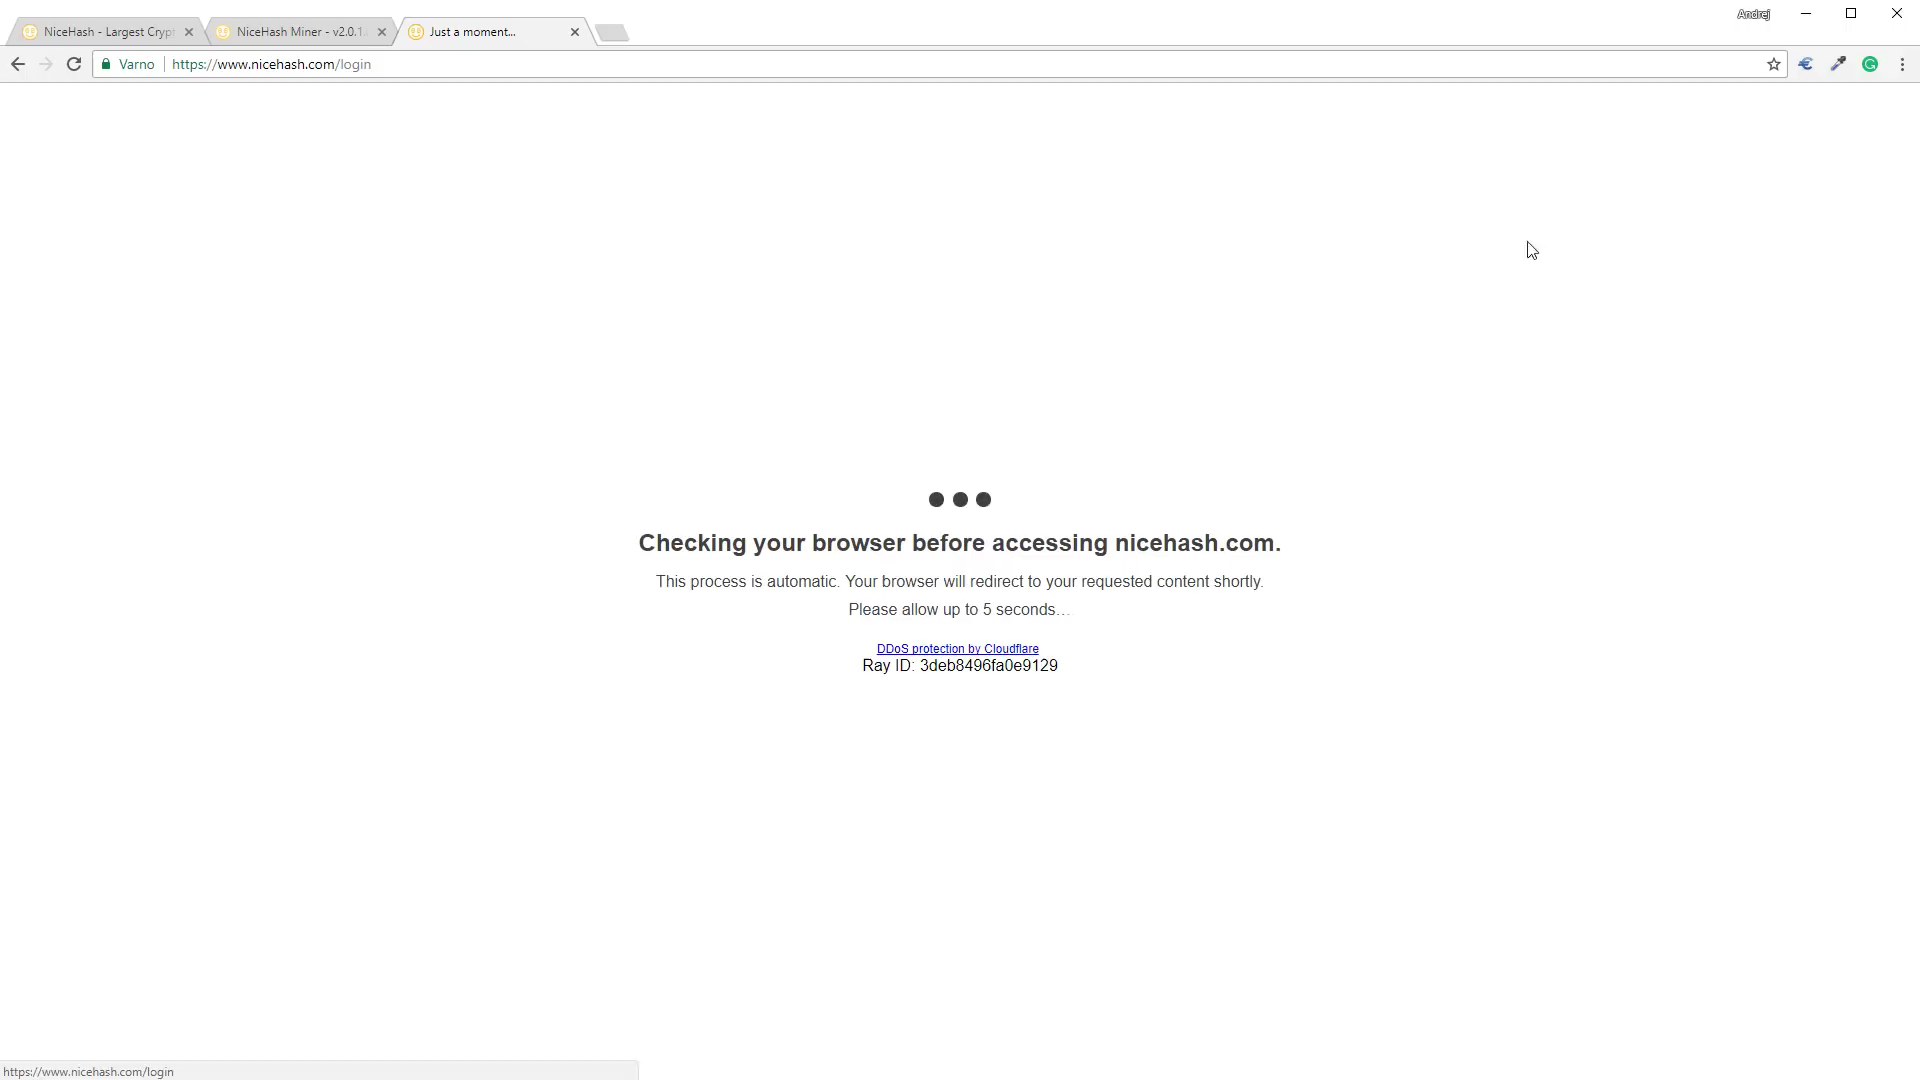 Andrej
NiceHash - Largest Crypt
NiceHash Miner - v2.0.1
Just a moment...
Varno
https://www.nicehash.com/login
Checking your browser before accessing nicehash.com.
This process is automatic. Your browser will redirect to your requested content shortly.
Please allow up to 5 seconds…
DDoS protection by Cloudflare
Ray ID: 3deb8496fa0e9129
https://www.nicehash.com/login